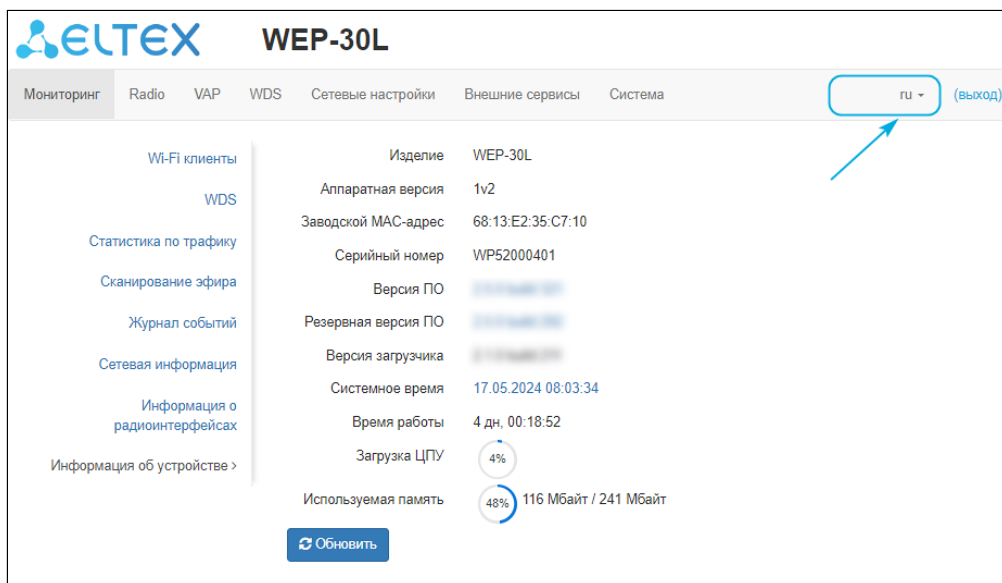 ELTEX WEP-30L
Мониторинг Radio VAP WDS Сетевые настройки Внешние сервисы Система ru (выход)
Wi-Fi клиенты
WDS
Статистика по трафику
Сканирование эфира
Журнал событий
Сетевая информация
Информация о
радиоинтерфейсах
Информация об устройстве >
Изделие WEP-30L
Аппаратная версия 1v2
Заводской MAC-адрес 68:13:E2:35:C7:10
Серийный номер WP52000401
Версия ПО
Резервная версия ПО
Версия загрузчика
Системное время 17.05.2024 08:03:34
Время работы 4 дн, 00:18:52
Загрузка ЦПУ 4%
Используемая память 48% 116 Мбайт / 241 Мбайт
Обновить